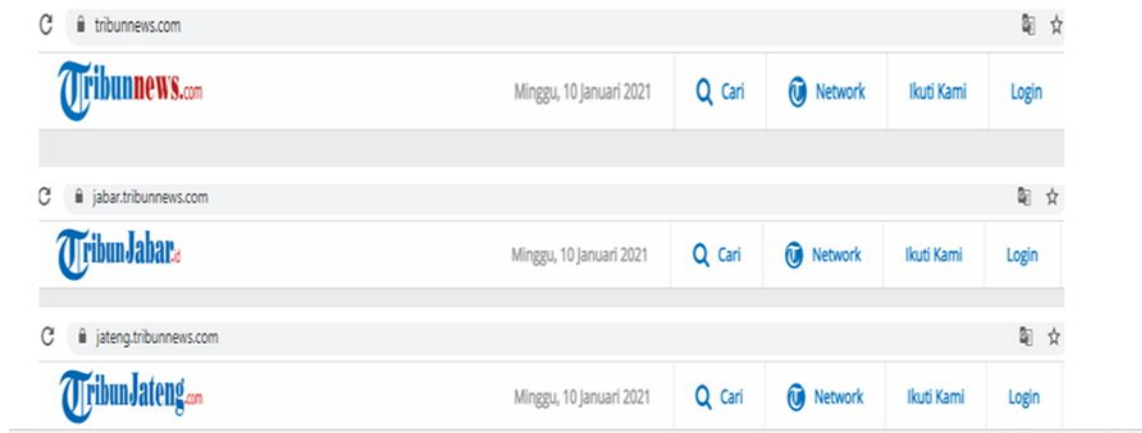 tribunnews.com
Tribunnews.com Minggu, 10 Januari 2021 Cari Network Ikuti Kami Login
jabar.tribunnews.com
TribunJabar.id Minggu, 10 Januari 2021 Cari Network Ikuti Kami Login
jateng.tribunnews.com
TribunJateng.com Minggu, 10 Januari 2021 Cari Network Ikuti Kami Login